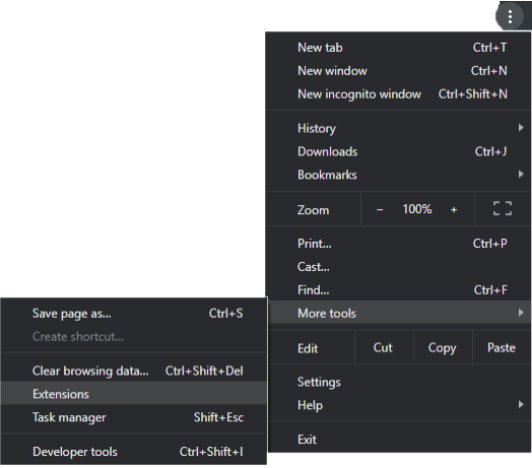 New tab Ctrl+T
New window Ctrl+N
New incognito window Ctrl+Shift+N
History
Downloads Ctrl+J
Bookmarks
Zoom - 100% +
Print... Ctrl+P
Cast...
Find... Ctrl+F
More tools
Edit Cut Copy Paste
Settings
Help
Exit
Save page as... Ctrl+S
Create shortcut...
Clear browsing data... Ctrl+Shift+Del
Extensions
Task manager Shift+Esc
Developer tools Ctrl+Shift+I